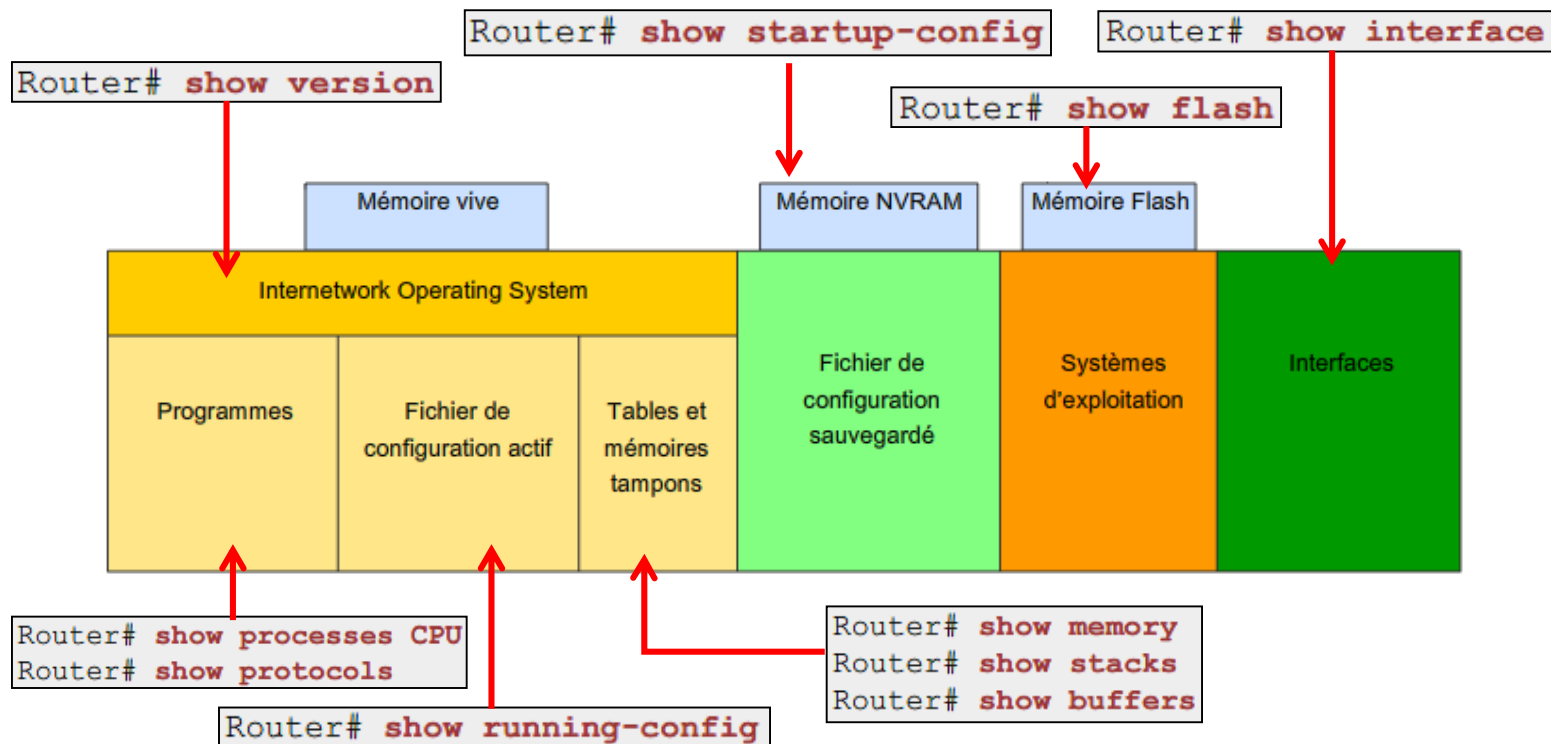 Router# show startup-config
Router# show interface
Router# show version
Router# show flash
Mémoire vive
Mémoire NVRAM
Mémoire Flash
Internetwork Operating System
Programmes
Fichier de
configuration actif
Tables et
mémoires
tampons
Fichier de
configuration
sauvegardé
Systèmes
d'exploitation
Interfaces
Router# show processes CPU
Router# show protocols
Router# show running-config
Router# show memory
Router# show stacks
Router# show buffers